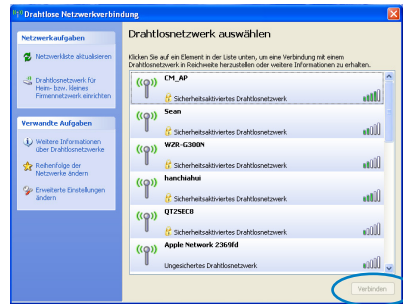 Drahtlose Netzwerkverbindung
Netzwerkaufgaben
Netzwerkliste aktualisieren
Drahtlosnetzwerk für
Heim- bzw. kleines
Firmennetzwerk einrichten
Verwandte Aufgaben
Weitere Informationen
über Drahtlosnetzwerke
Reihenfolge der
Netzwerke ändern
Erweiterte Einstellungen
ändern
Drahtlosnetzwerk auswählen
Klicken Sie auf ein Element in der Liste unten, um eine Verbindung mit einem
Drahtlosnetzwerk in Reichweite herzustellen oder weitere Informationen zu erhalten.
CM_AP
Sicherheitsaktiviertes Drahtlosnetzwerk
Sean
Sicherheitsaktiviertes Drahtlosnetzwerk
WZR-G300N
Sicherheitsaktiviertes Drahtlosnetzwerk
hanchiahui
Sicherheitsaktiviertes Drahtlosnetzwerk
QT2SEC8
Sicherheitsaktiviertes Drahtlosnetzwerk
Apple Network 2369fd
Ungesichertes Drahtlosnetzwerk
Verbinden